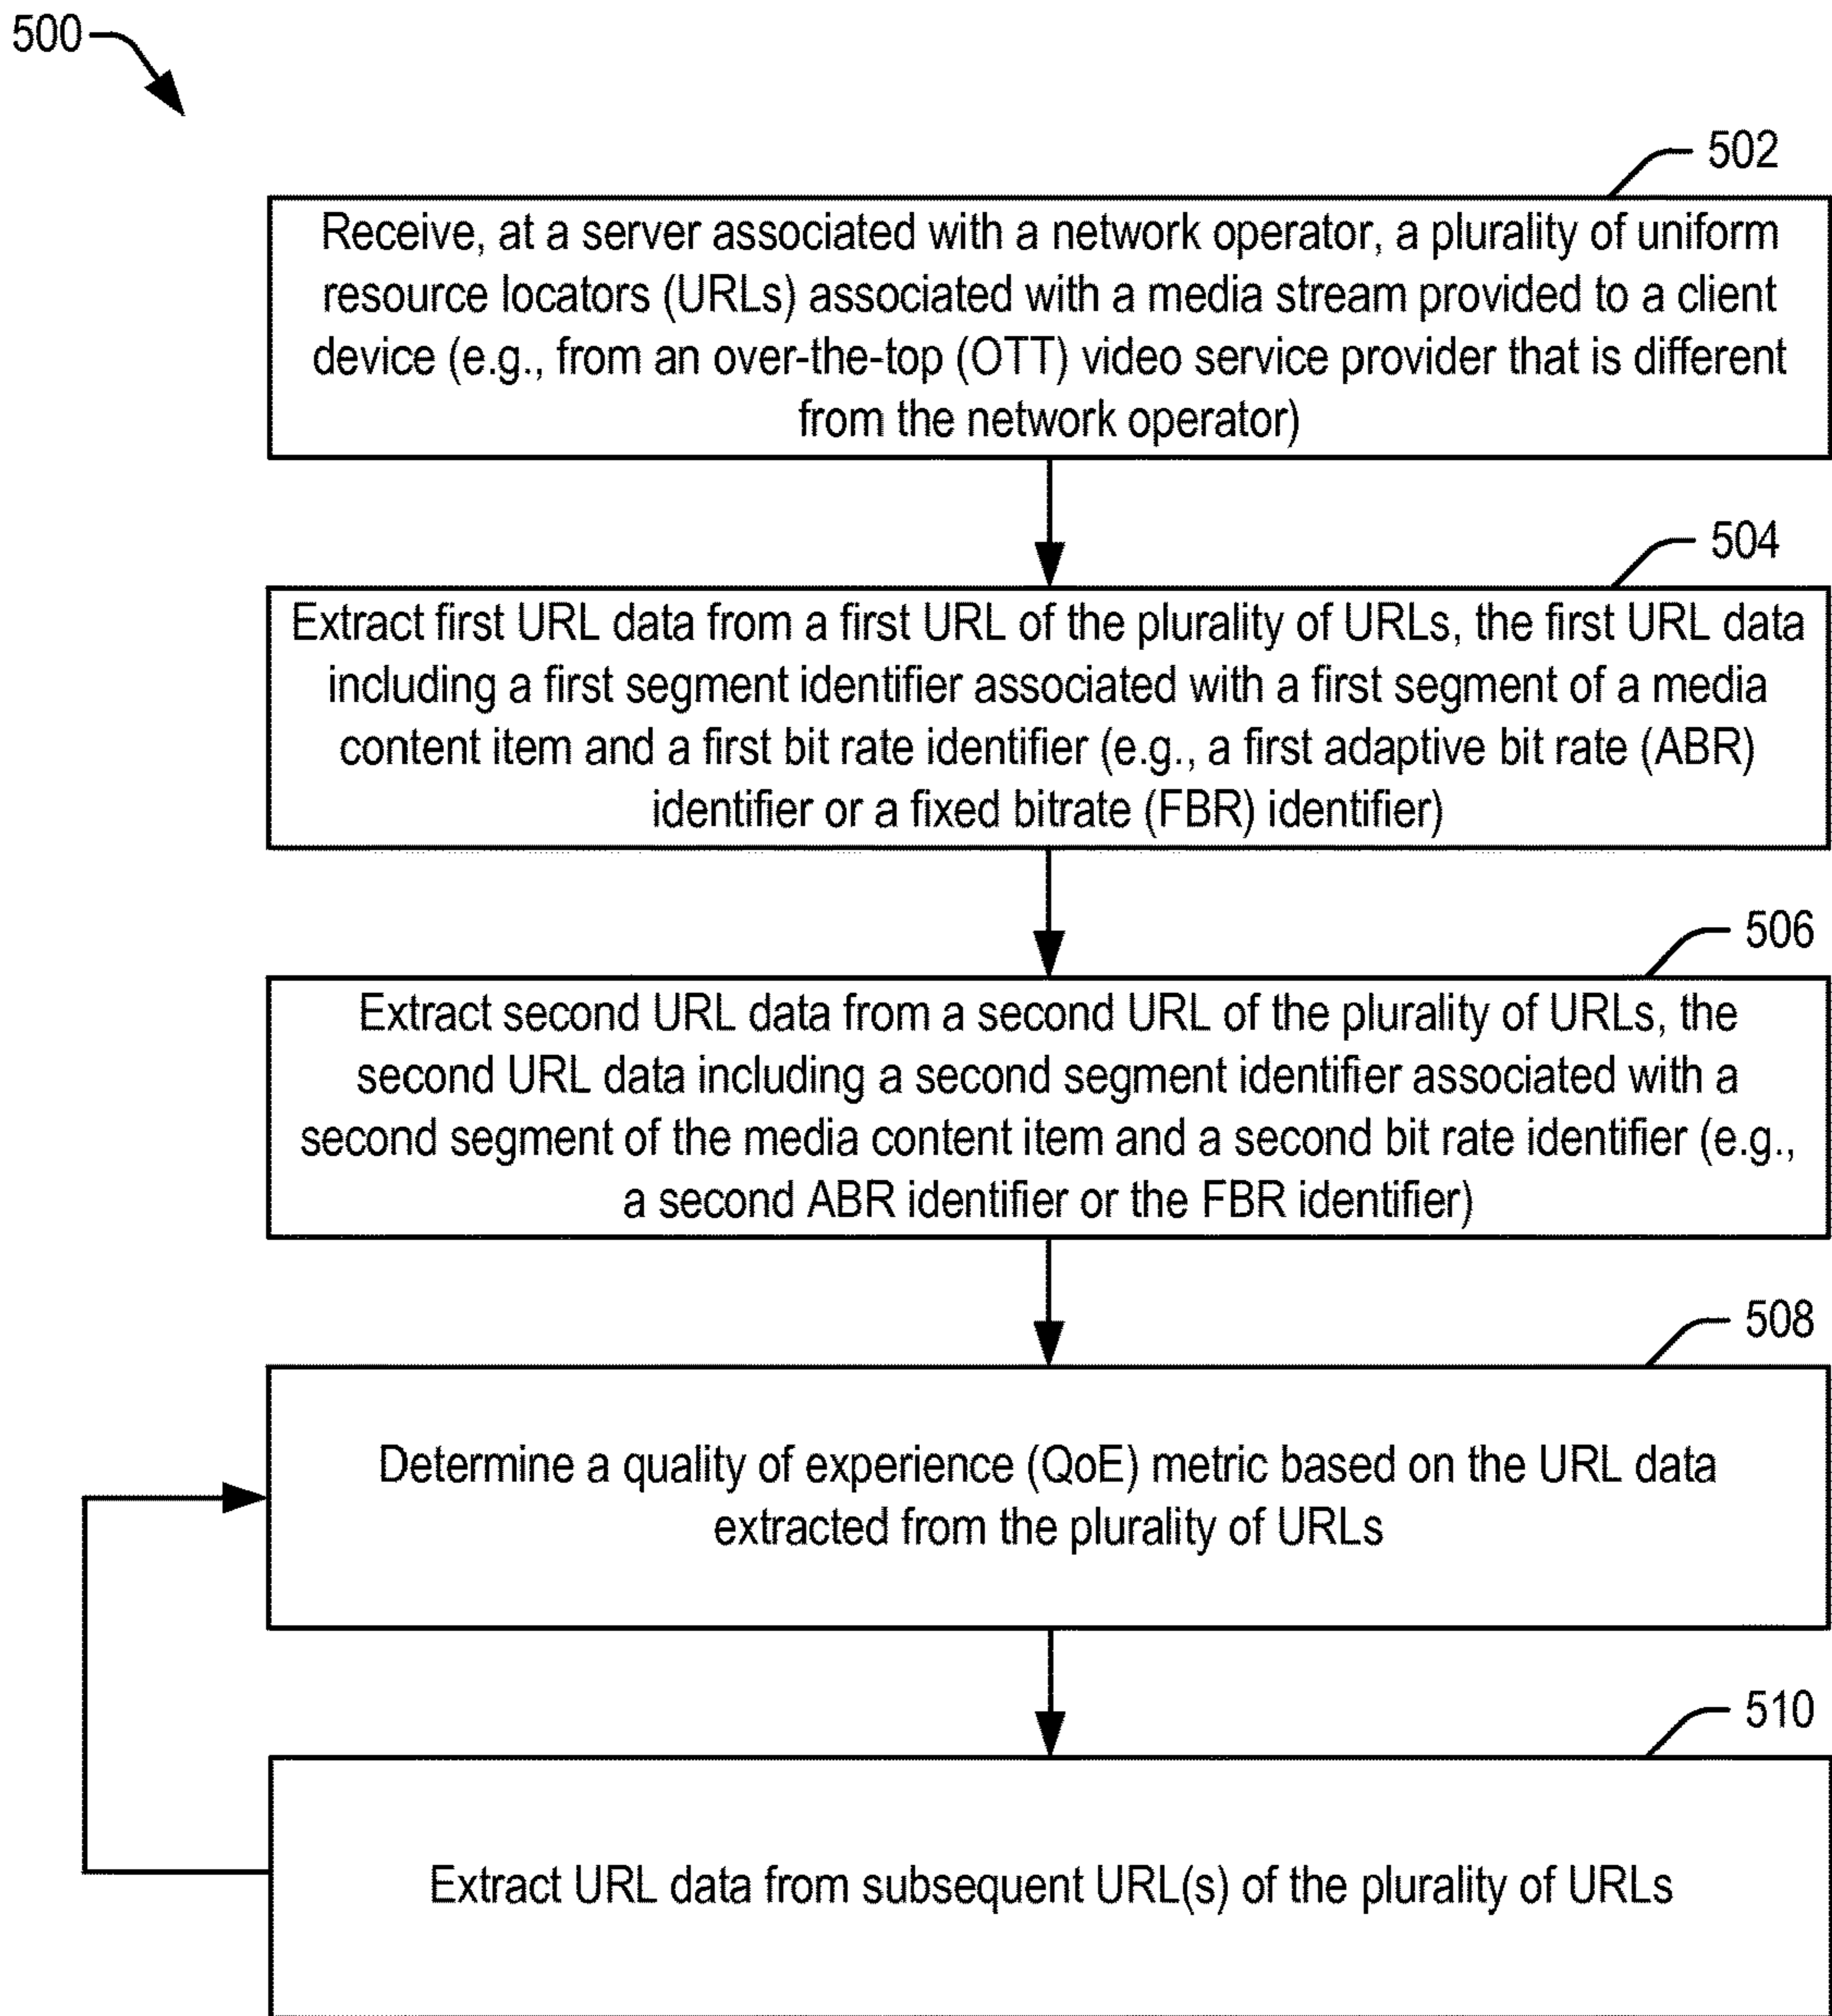 500
502
Receive, at a server associated with a network operator, a plurality of uniform
resource locators (URLs) associated with a media stream provided to a client
device (e.g., from an over-the-top (OTT) video service provider that is different
from the network operator)
504
Extract first URL data from a first URL of the plurality of URLs, the first URL data
including a first segment identifier associated with a first segment of a media
content item and a first bit rate identifier (e.g., a first adaptive bit rate (ABR)
identifier or a fixed bitrate (FBR) identifier)
506
Extract second URL data from a second URL of the plurality of URLs, the
second URL data including a second segment identifier associated with a
second segment of the media content item and a second bit rate identifier (e.g.,
a second ABR identifier or the FBR identifier)
508
Determine a quality of experience (QoE) metric based on the URL data
extracted from the plurality of URLs
510
Extract URL data from subsequent URL(s) of the plurality of URLs